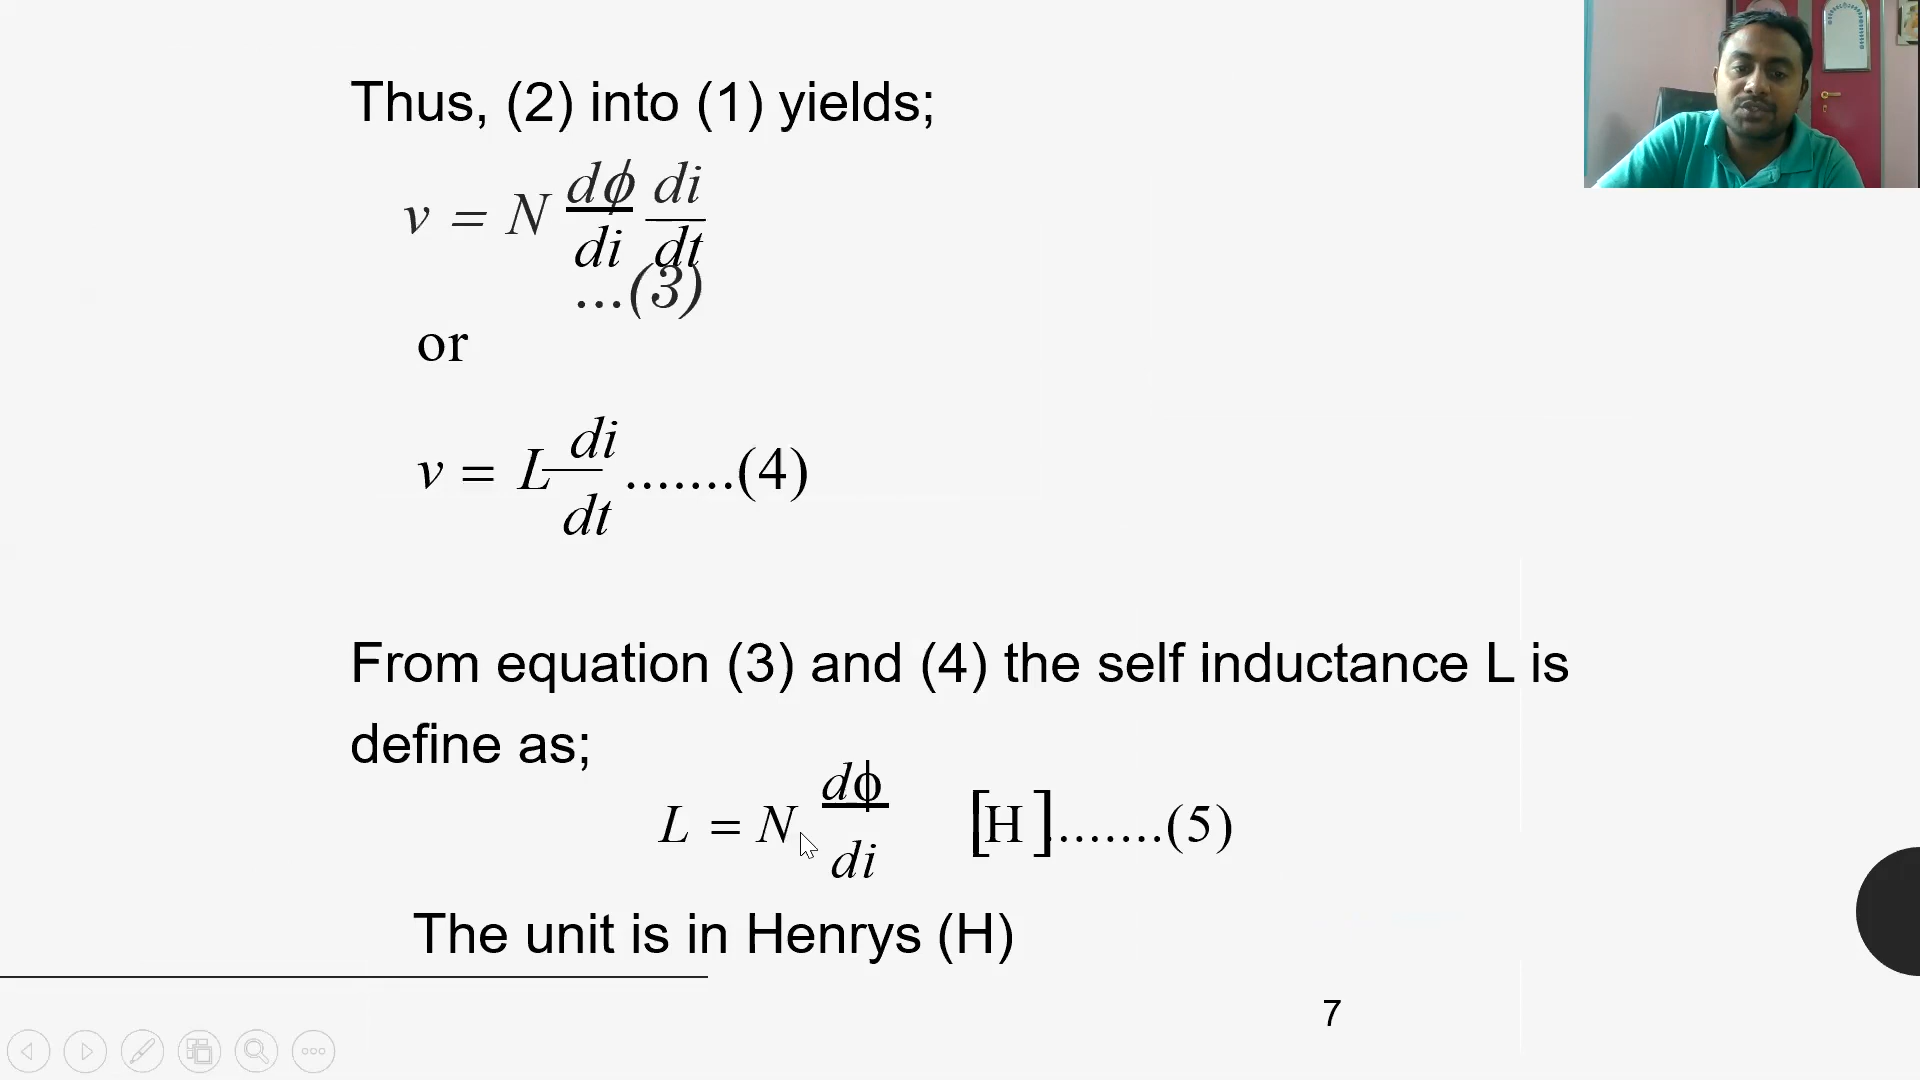 Thus, (2) into (1) yields;
v = N dϕ/di di/dt
...(3)
or
v = L di/dt .......(4)
From equation (3) and (4) the self inductance L is
define as;
L = N dϕ/di [H].......(5)
The unit is in Henrys (H)
7